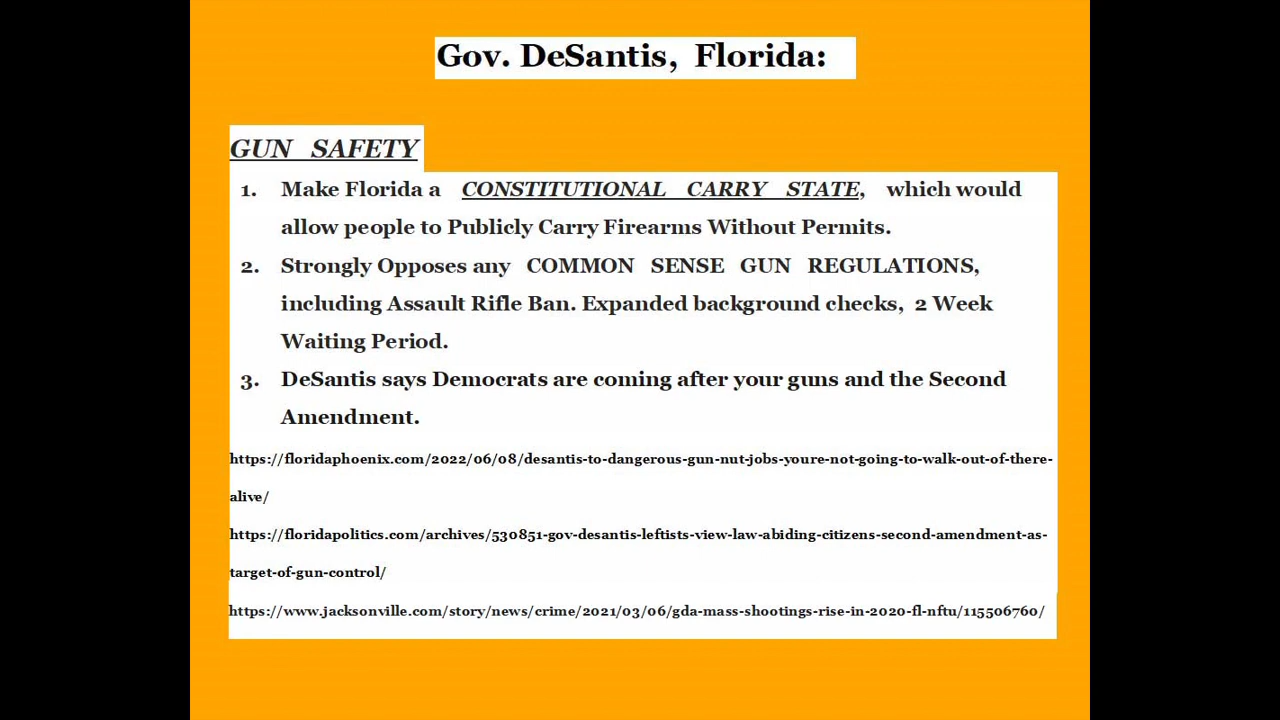 Gov. DeSantis, Florida:
GUN SAFETY
1. Make Florida a CONSTITUTIONAL CARRY STATE, which would
allow people to Publicly Carry Firearms Without Permits.
2. Strongly Opposes any COMMON SENSE GUN REGULATIONS,
including Assault Rifle Ban. Expanded background checks, 2 Week
Waiting Period.
3. DeSantis says Democrats are coming after your guns and the Second
Amendment.
https://floridaphoenix.com/2022/06/08/desantis-to-dangerous-gun-nut-jobs-youre-not-going-to-walk-out-of-there-
alive/
https://floridapolitics.com/archives/530851-gov-desantis-leftists-view-law-abiding-citizens-second-amendment-as-
target-of-gun-control/
https://www.jacksonville.com/story/news/crime/2021/03/06/gda-mass-shootings-rise-in-2020-fl-nftu/115506760/